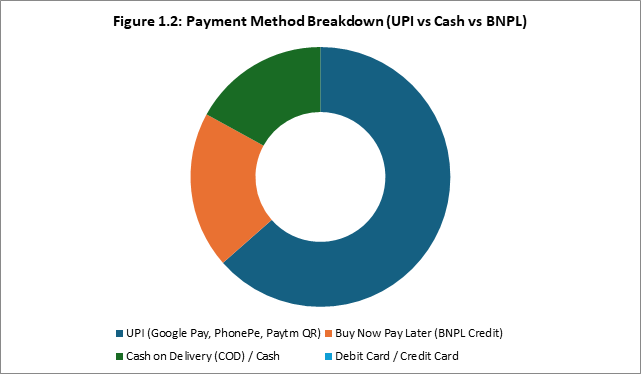 Figure 1.2: Payment Method Breakdown (UPI vs Cash vs BNPL)
UPI (Google Pay, PhonePe, Paytm QR) Buy Now Pay Later (BNPL Credit)
Cash on Delivery (COD) / Cash Debit Card / Credit Card